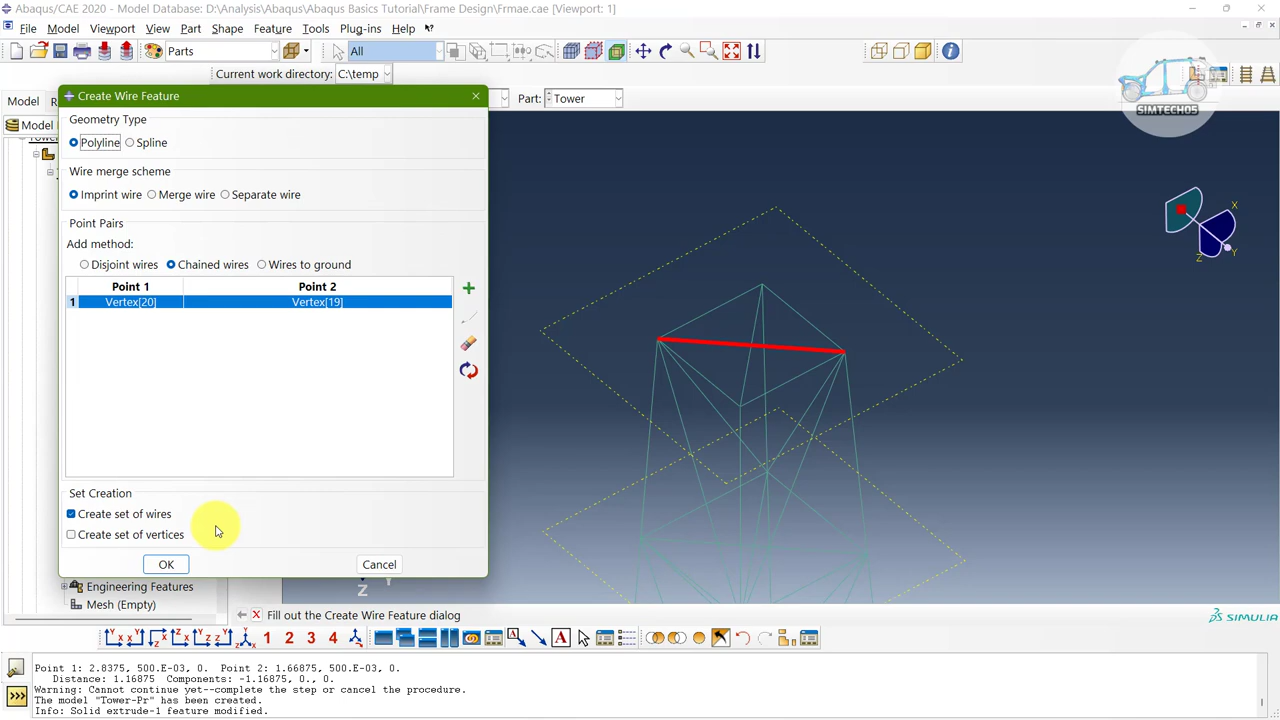 Abaqus/CAE 2020 - Model Database: D:\Analysis\Abaqus Basics Tutorial\Frame Design\Frmae.cae [Viewport: 1]
File Model Viewport View Part Shape Feature Tools Plug-ins Help
Parts All
Current work directory: C:\temp
Create Wire Feature
Part: Tower
Model
SIMTECH05
Geometry Type
Model
Polyline Spline
Wire merge scheme
Imprint wire Merge wire Separate wire
Point Pairs
Add method:
Disjoint wires Chained wires Wires to ground
Point 1 Point 2
1 Vertex[20] Vertex[19]
X
Y
Z
Set Creation
Create set of wires
Create set of vertices
OK Cancel
Engineering Features
Z
Mesh (Empty)
Fill out the Create Wire Feature dialog
SIMULIA
1 2 3 4
Point 1: 2.8375, 500.E-03, 0. Point 2: 1.66875, 500.E-03, 0.
Distance: 1.16875 Components: -1.16875, 0., 0.
Warning: Cannot continue yet--complete the step or cancel the procedure.
The model "Tower-Pr" has been created.
Info: Solid extrude-1 feature modified.